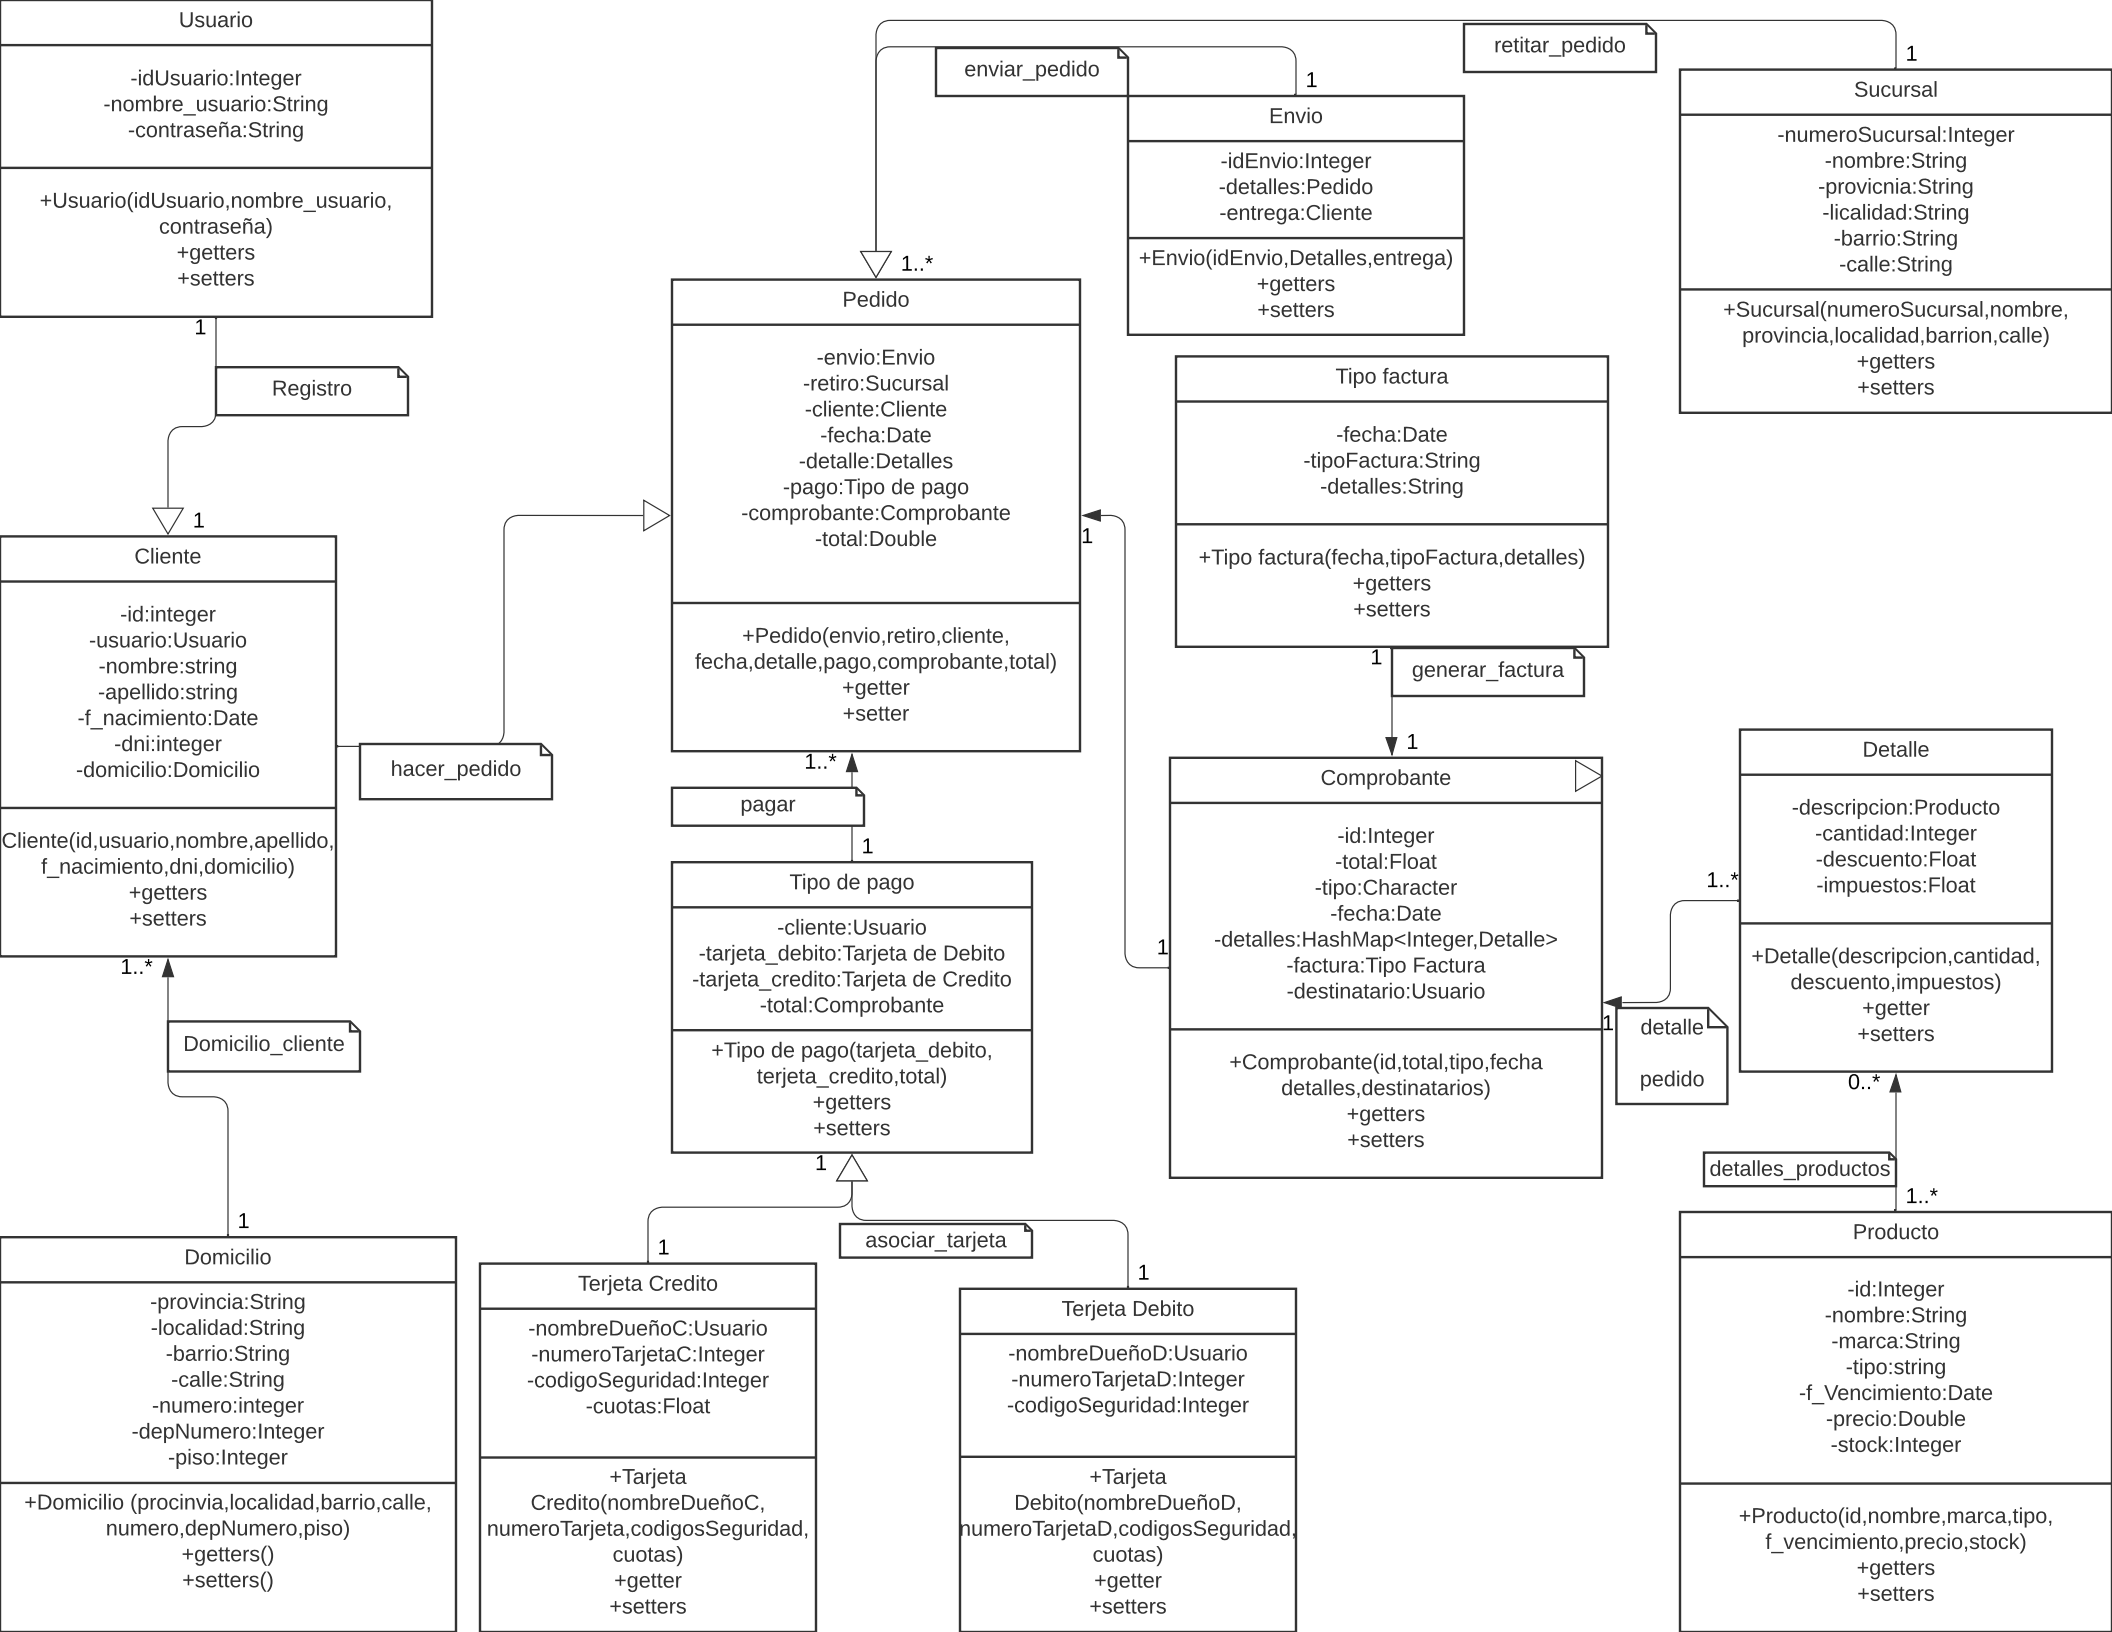 Usuario
-idUsuario:Integer
-nombre_usuario:String
-contraseña:String
+Usuario(idUsuario,nombre_usuario,
contraseña)
+getters
+setters
1
Registro
1
Cliente
-id:integer
-usuario:Usuario
-nombre:string
-apellido:string
-f_nacimiento:Date
-dni:integer
-domicilio:Domicilio
Cliente(id,usuario,nombre,apellido,
f_nacimiento,dni,domicilio)
+getters
+setters
1..*
Domicilio_cliente
1
Domicilio
-provincia:String
-localidad:String
-barrio:String
-calle:String
-numero:integer
-depNumero:Integer
-piso:Integer
+Domicilio (procinvia,localidad,barrio,calle,
numero,depNumero,piso)
+getters()
+setters()
hacer_pedido
enviar_pedido
1
retitar_pedido
1
1..*
Pedido
-envio:Envio
-retiro:Sucursal
-cliente:Cliente
-fecha:Date
-detalle:Detalles
-pago:Tipo de pago
-comprobante:Comprobante
-total:Double
+Pedido(envio,retiro,cliente,
fecha,detalle,pago,comprobante,total)
+getter
+setter
1..*
pagar
1
1
Tipo de pago
-cliente:Usuario
-tarjeta_debito:Tarjeta de Debito
-tarjeta_credito:Tarjeta de Credito
-total:Comprobante
+Tipo de pago(tarjeta_debito,
terjeta_credito,total)
+getters
+setters
1
asociar_tarjeta
1
1
Terjeta Credito
-nombreDueñoC:Usuario
-numeroTarjetaC:Integer
-codigoSeguridad:Integer
-cuotas:Float
+Tarjeta
Credito(nombreDueñoC,
numeroTarjeta,codigosSeguridad,
cuotas)
+getter
+setters
Terjeta Debito
-nombreDueñoD:Usuario
-numeroTarjetaD:Integer
-codigoSeguridad:Integer
+Tarjeta
Debito(nombreDueñoD,
numeroTarjetaD,codigosSeguridad,
cuotas)
+getter
+setters
Envio
-idEnvio:Integer
-detalles:Pedido
-entrega:Cliente
+Envio(idEnvio,Detalles,entrega)
+getters
+setters
Sucursal
-numeroSucursal:Integer
-nombre:String
-provicnia:String
-licalidad:String
-barrio:String
-calle:String
+Sucursal(numeroSucursal,nombre,
provincia,localidad,barrion,calle)
+getters
+setters
Tipo factura
-fecha:Date
-tipoFactura:String
-detalles:String
+Tipo factura(fecha,tipoFactura,detalles)
+getters
+setters
1
generar_factura
1
Comprobante
-id:Integer
-total:Float
-tipo:Character
-fecha:Date
-detalles:HashMap<Integer,Detalle>
-factura:Tipo Factura
-destinatario:Usuario
+Comprobante(id,total,tipo,fecha
detalles,destinatarios)
+getters
+setters
1
1
detalle
pedido
1..*
Detalle
-descripcion:Producto
-cantidad:Integer
-descuento:Float
-impuestos:Float
+Detalle(descripcion,cantidad,
descuento,impuestos)
+getter
+setters
0..*
detalles_productos
1..*
Producto
-id:Integer
-nombre:String
-marca:String
-tipo:string
-f_Vencimiento:Date
-precio:Double
-stock:Integer
+Producto(id,nombre,marca,tipo,
f_vencimiento,precio,stock)
+getters
+setters